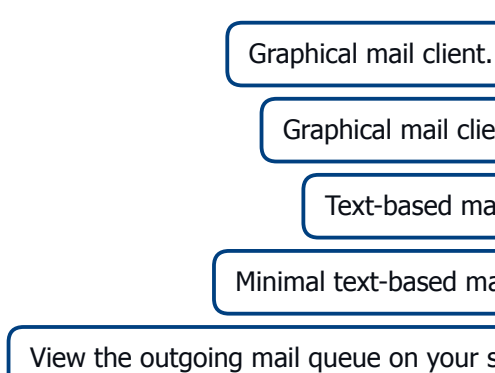 Graphical mail client.
Graphical mail clie
Text-based ma
Minimal text-based ma
View the outgoing mail queue on your s